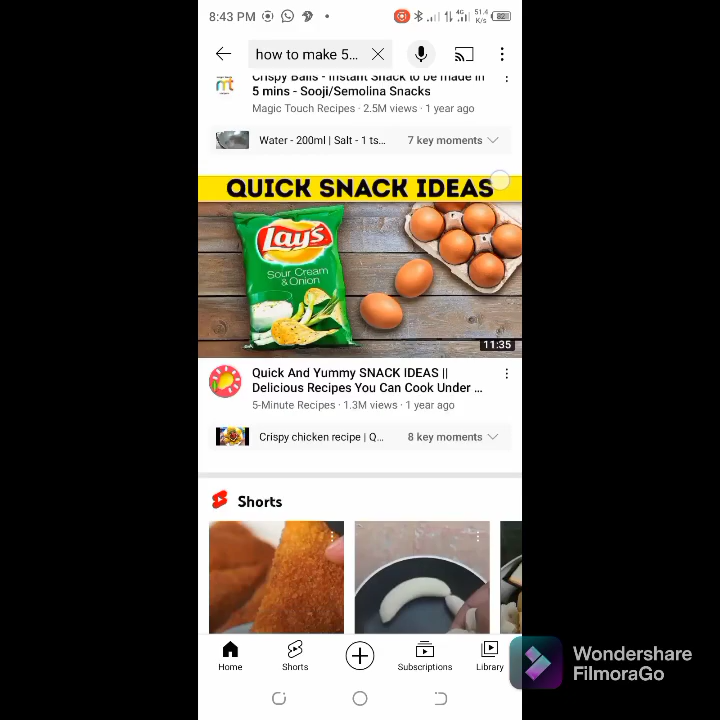 8:43 PM
4G 51.4 K/s
how to make 5...
Crispy Balls - Instant Snack to be made in
5 mins - Sooji/Semolina Snacks
Magic Touch Recipes · 2.5M views · 1 year ago
Water - 200ml | Salt - 1 ts...
7 key moments
QUICK SNACK IDEAS
Lay's
Sour Cream
& Onion
11:35
Quick And Yummy SNACK IDEAS ||
Delicious Recipes You Can Cook Under ...
5-Minute Recipes · 1.3M views · 1 year ago
Crispy chicken recipe | Q...
8 key moments
Shorts
Home
Shorts
Subscriptions
Library
Wondershare
FilmoraGo